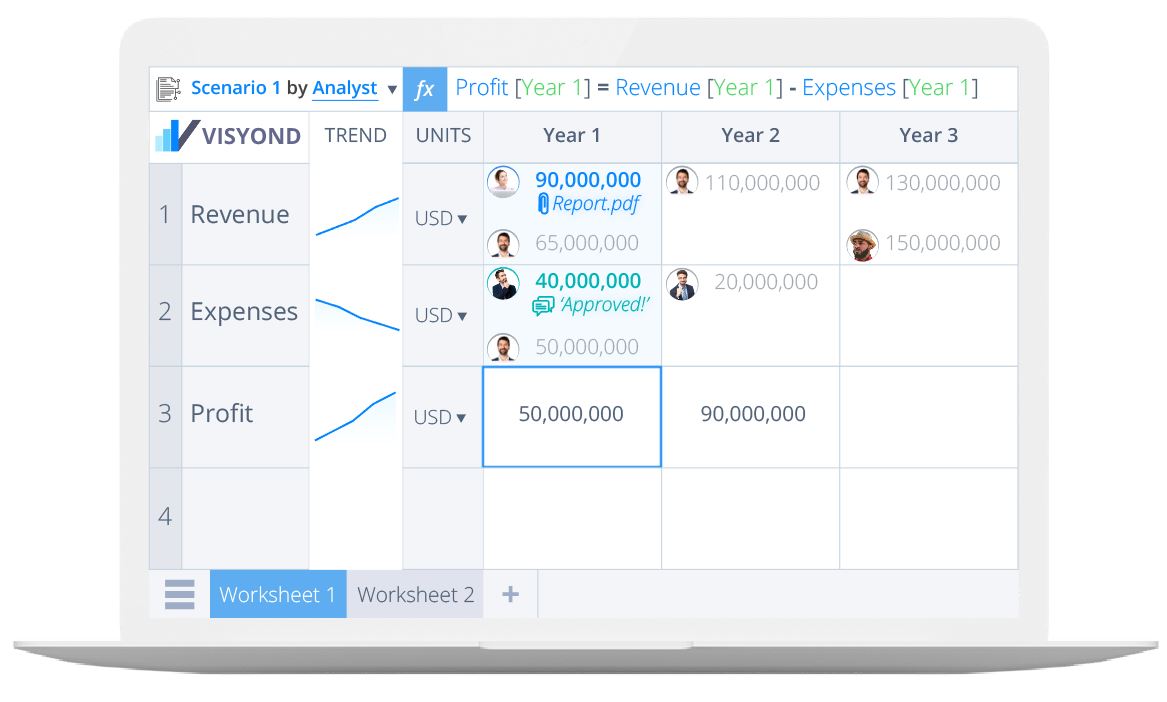 Scenario 1 by Analyst ▼ fx Profit [Year 1] = Revenue [Year 1] - Expenses [Year 1]
VISYOND TREND UNITS Year 1 Year 2 Year 3
1 Revenue USD ▼ 90,000,000 110,000,000 130,000,000
Report.pdf
65,000,000 150,000,000
2 Expenses USD ▼ 40,000,000 20,000,000
‘Approved!’
50,000,000
3 Profit USD ▼ 50,000,000 90,000,000
4
Worksheet 1 Worksheet 2 +